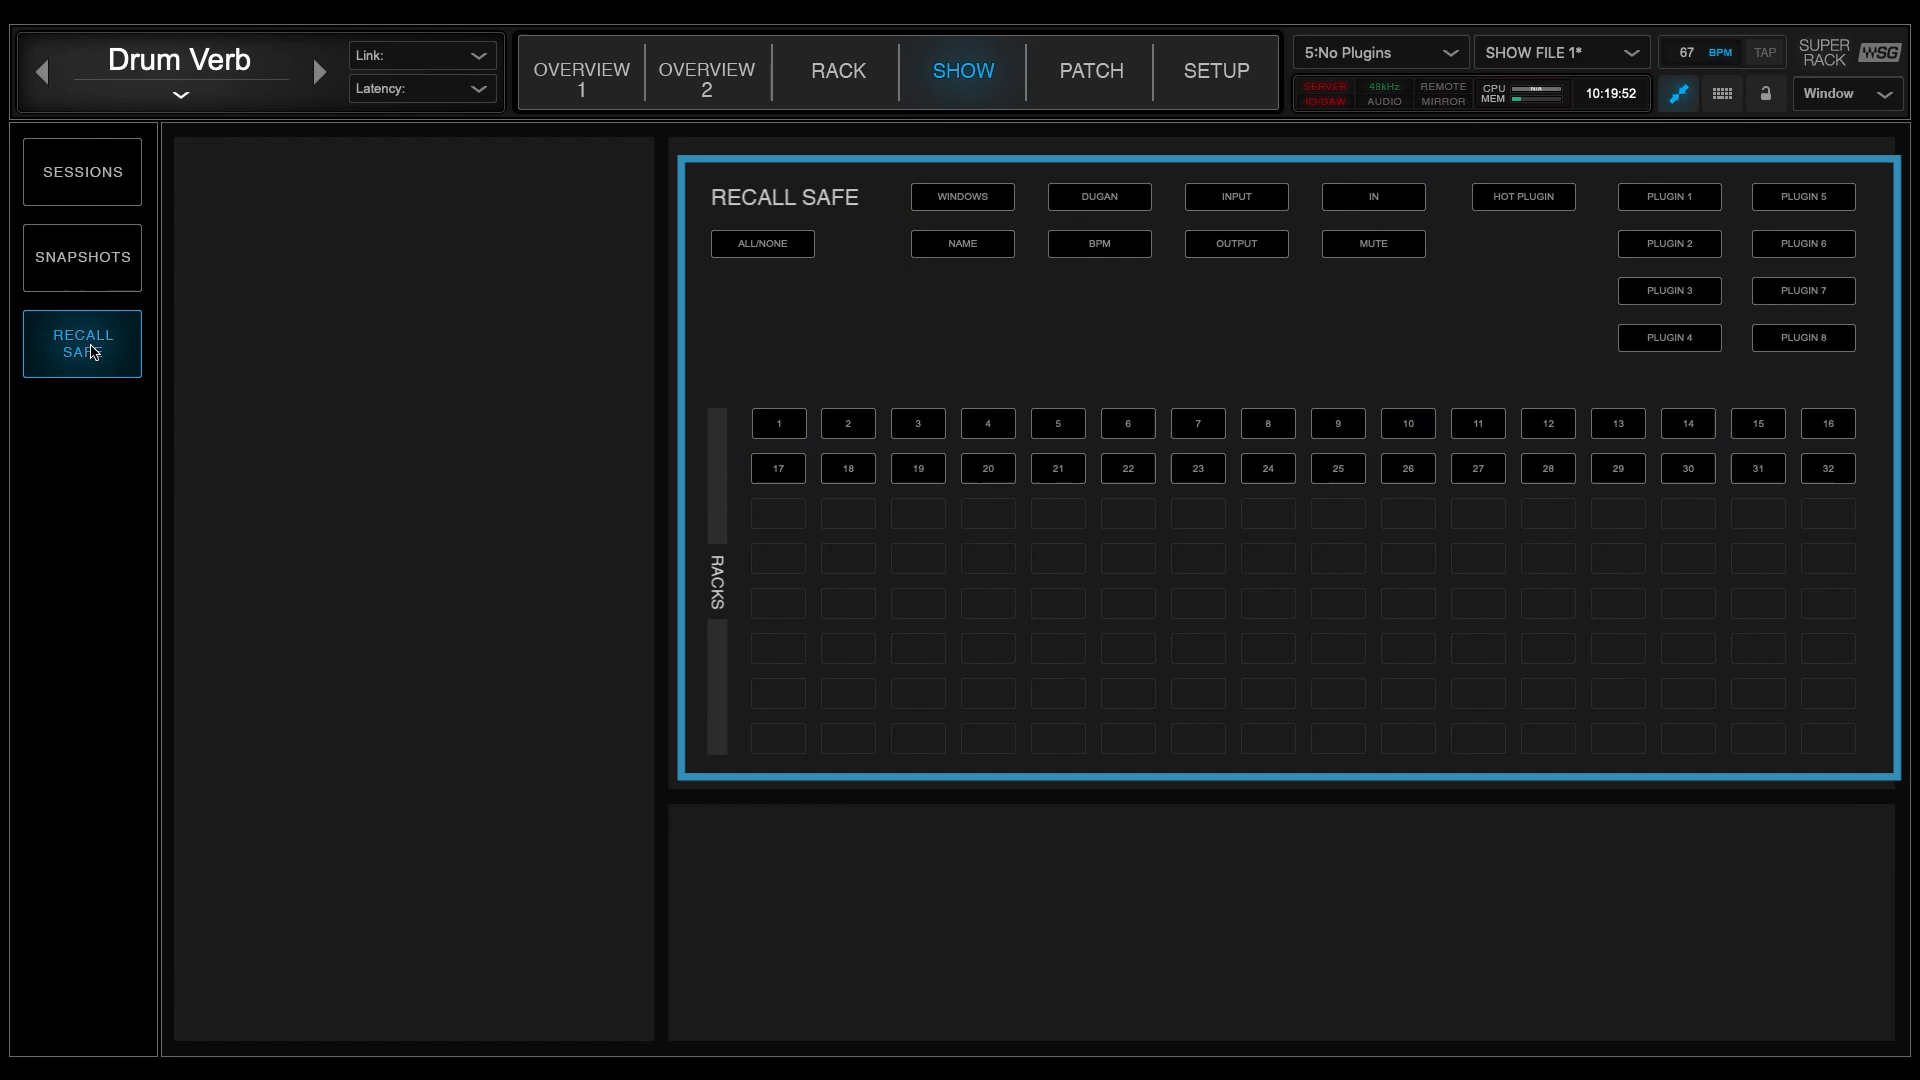 Drum Verb
Link:
Latency:
OVERVIEW 1
OVERVIEW 2
RACK
SHOW
PATCH
SETUP
5:No Plugins
SHOW FILE 1*
67 BPM TAP
SUPER RACK WSG
SERVER
IO/DAW
48kHz
AUDIO
REMOTE
MIRROR
CPU N/A
MEM
10:19:52
Window
SESSIONS
SNAPSHOTS
RECALL
SAFE
RECALL SAFE
WINDOWS DUGAN INPUT IN HOT PLUGIN PLUGIN 1 PLUGIN 5
ALL/NONE NAME BPM OUTPUT MUTE PLUGIN 2 PLUGIN 6
PLUGIN 3 PLUGIN 7
PLUGIN 4 PLUGIN 8
1 2 3 4 5 6 7 8 9 10 11 12 13 14 15 16
17 18 19 20 21 22 23 24 25 26 27 28 29 30 31 32
RACKS